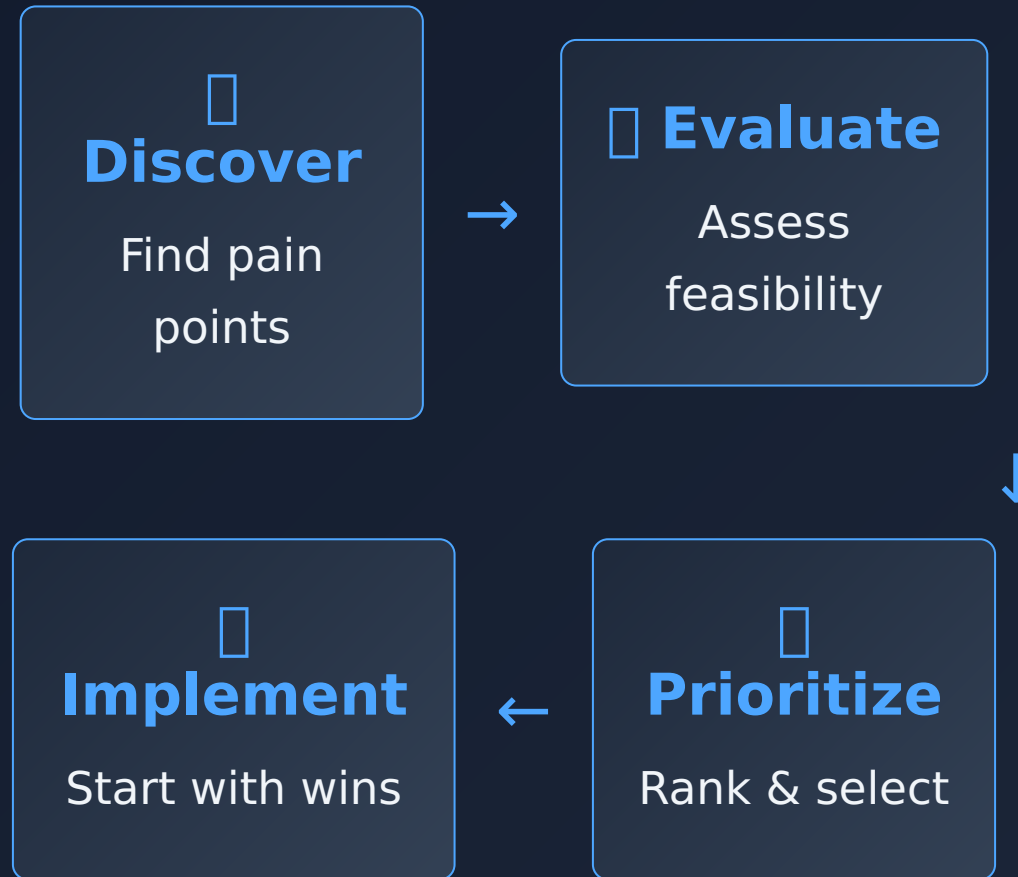 Discover
Find pain
points
→
Evaluate
Assess
feasibility
↓
Implement
Start with wins
←
Prioritize
Rank & select